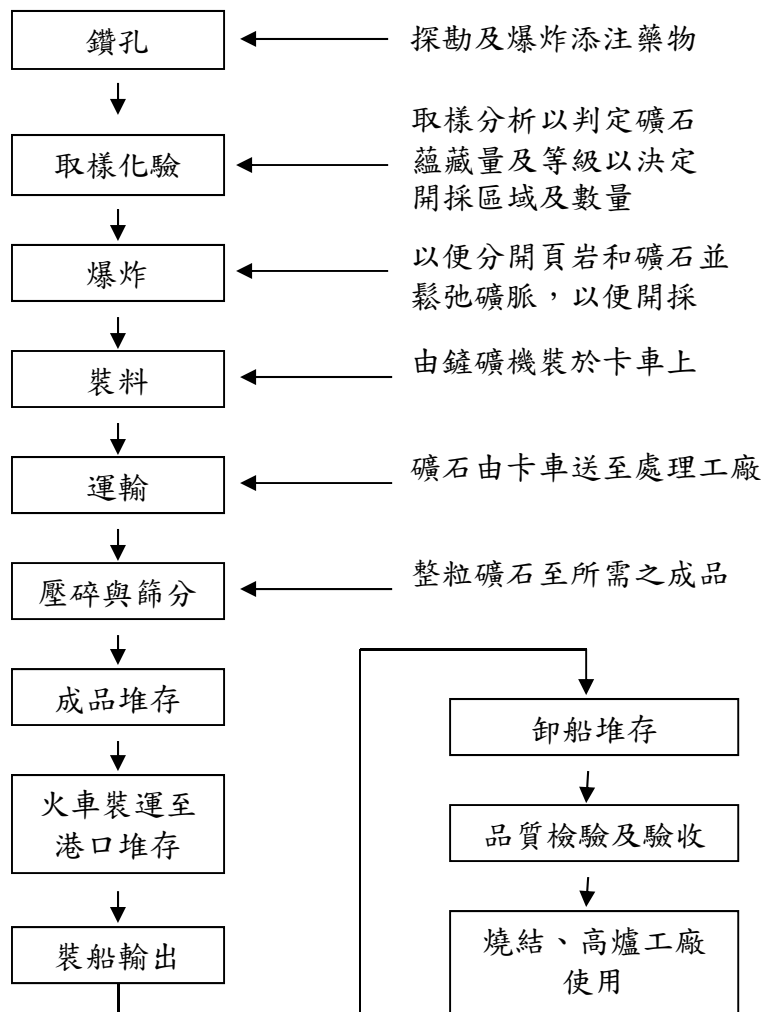 鑽孔
探勘及爆炸添注藥物
取樣化驗
取樣分析以判定礦石
蘊藏量及等級以決定
開採區域及數量
爆炸
以便分開頁岩和礦石並
鬆弛礦脈，以便開採
裝料
由鏟礦機裝於卡車上
運輸
礦石由卡車送至處理工廠
壓碎與篩分
整粒礦石至所需之成品
成品堆存
火車裝運至
港口堆存
裝船輸出
卸船堆存
品質檢驗及驗收
燒結、高爐工廠
使用